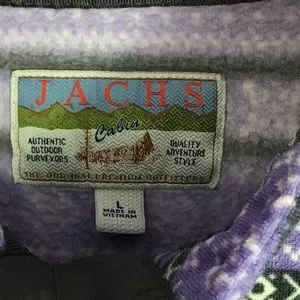 JACHS
Cabin
AUTHENTIC
OUTDOOR
PURVEYORS
QUALITY
ADVENTURE
STYLE
THE ORIGINAL PREMIUM OUTFITTERS
L
MADE IN
VIETNAM